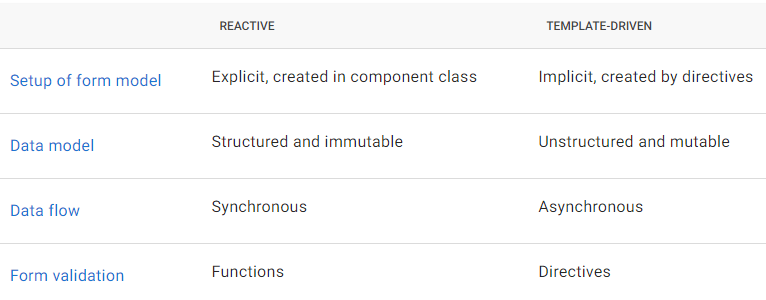 REACTIVE TEMPLATE-DRIVEN
Setup of form model Explicit, created in component class Implicit, created by directives
Data model Structured and immutable Unstructured and mutable
Data flow Synchronous Asynchronous
Form validation Functions Directives